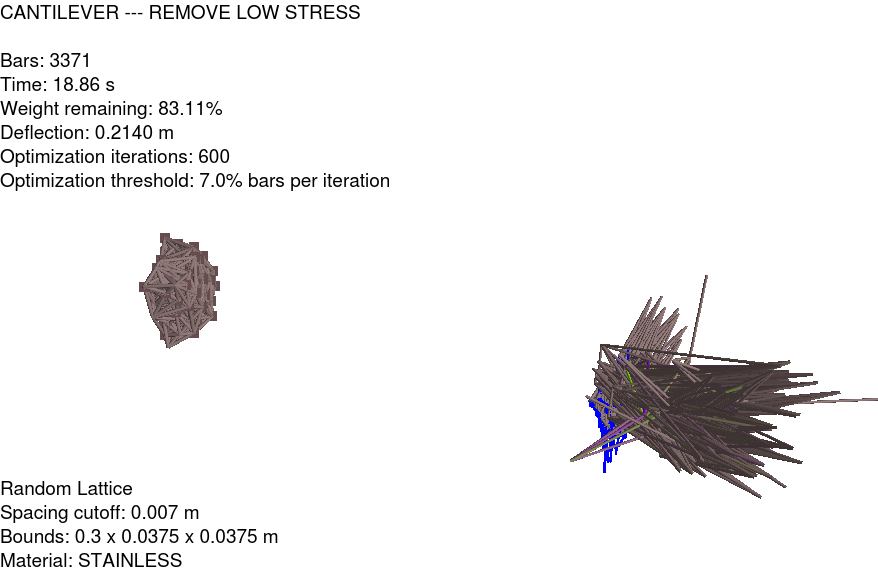 CANTILEVER --- REMOVE LOW STRESS
Bars: 3371
Time: 18.86 s
Weight remaining: 83.11%
Deflection: 0.2140 m
Optimization iterations: 600
Optimization threshold: 7.0% bars per iteration
Random Lattice
Spacing cutoff: 0.007 m
Bounds: 0.3 x 0.0375 x 0.0375 m
Material: STAINLESS